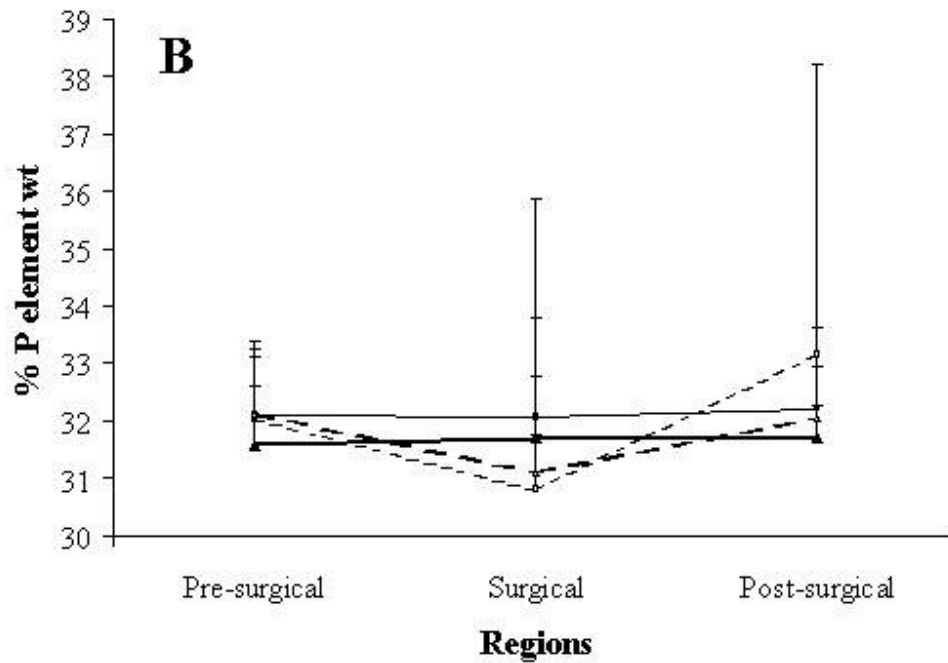 B
% P element wt
39
38
37
36
35
34
33
32
31
30
Pre-surgical Surgical Post-surgical
Regions